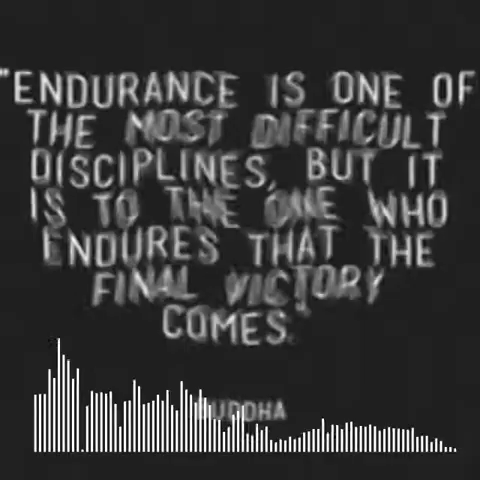 "ENDURANCE IS ONE OF
THE MOST DIFFICULT
DISCIPLINES, BUT IT
IS TO THE ONE WHO
ENDURES THAT THE
FINAL VICTORY
COMES."
BUDDHA